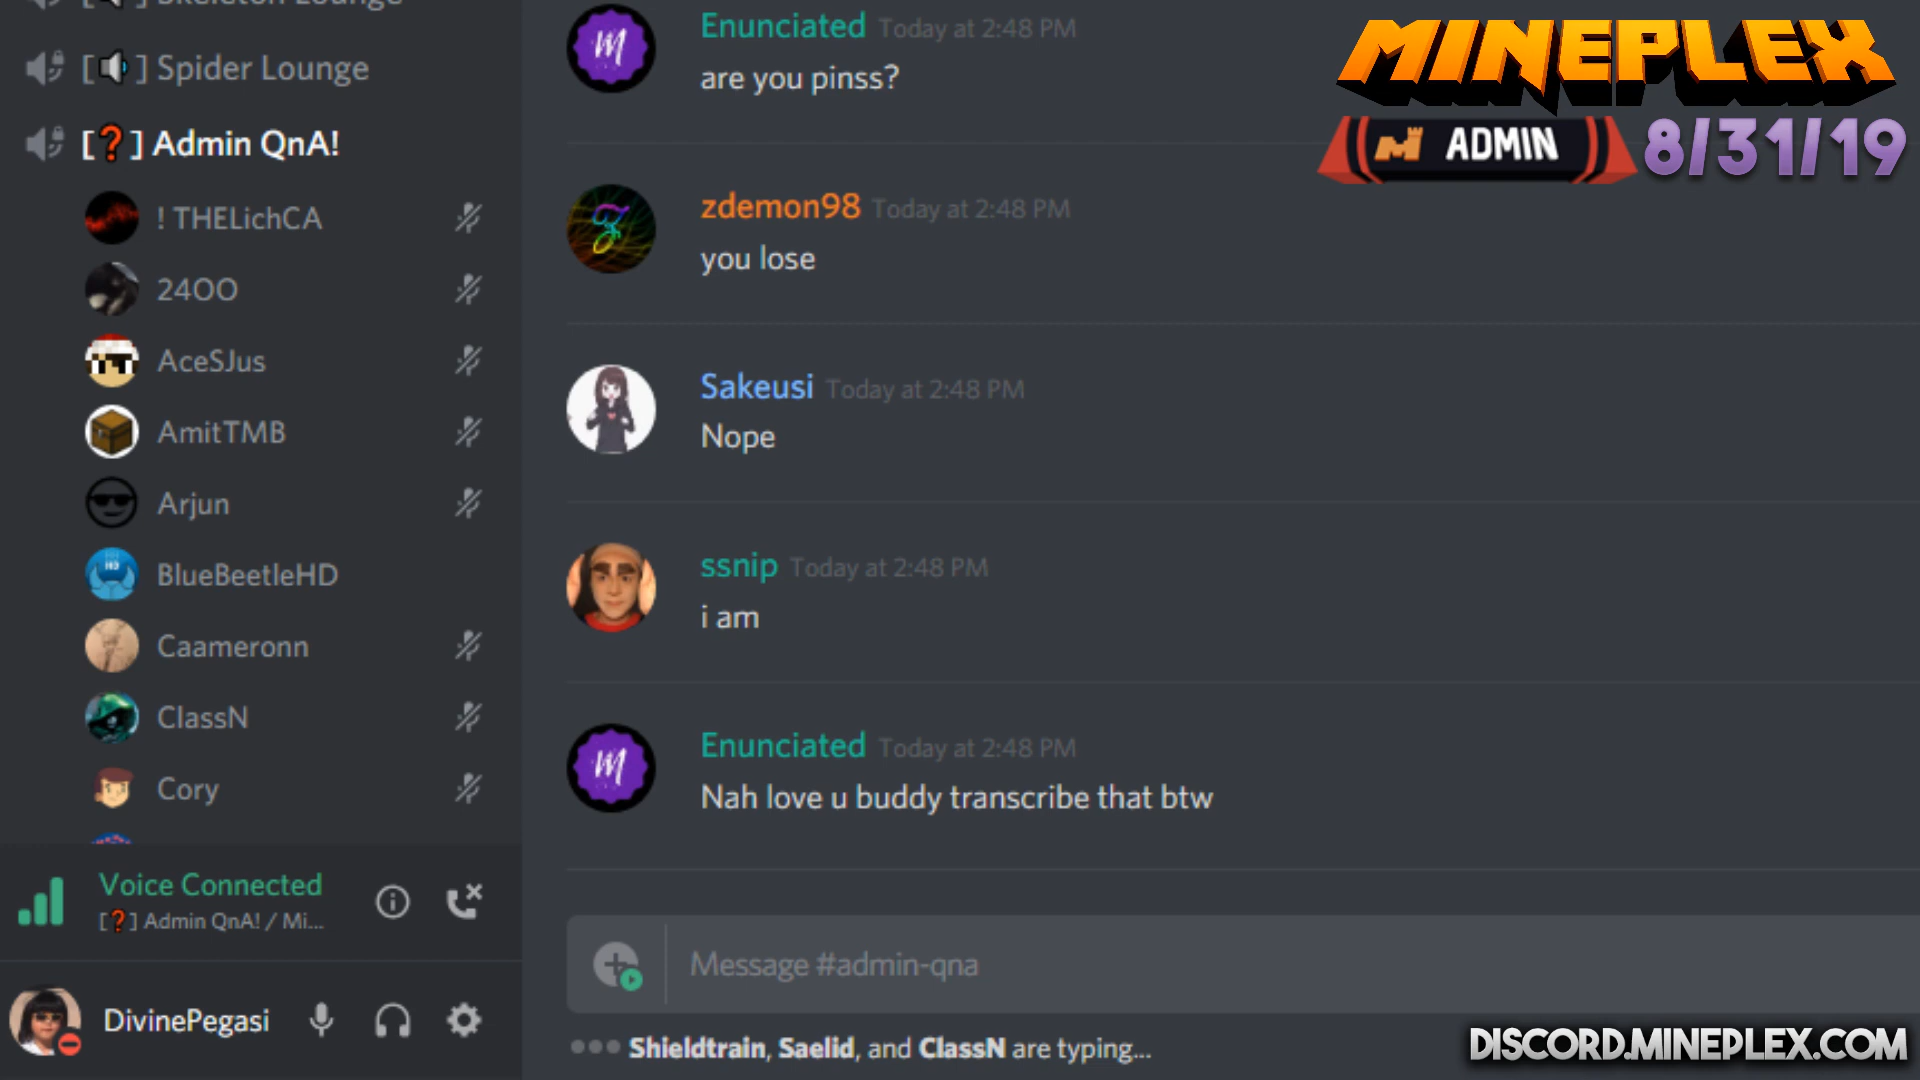 [ ] Skeleton Lounge
[ ] Spider Lounge
[❓] Admin QnA!
! THELichCA
24OO
AceSJus
AmitTMB
Arjun
BlueBeetleHD
Caameronn
ClassN
Cory
Voice Connected
[❓] Admin QnA! / Mi...
DivinePegasi
Enunciated Today at 2:48 PM
are you pinss?
zdemon98 Today at 2:48 PM
you lose
Sakeusi Today at 2:48 PM
Nope
ssnip Today at 2:48 PM
i am
Enunciated Today at 2:48 PM
Nah love u buddy transcribe that btw
Message #admin-qna
Shieldtrain, Saelid, and ClassN are typing...
MINEPLEX
ADMIN 8/31/19
DISCORD.MINEPLEX.COM